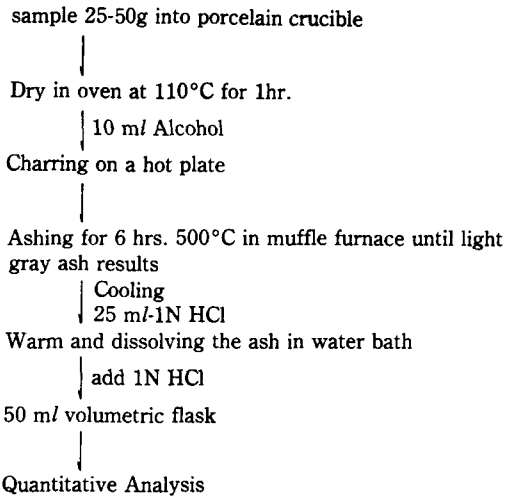 sample 25-50g into porcelain crucible
Dry in oven at 110°C for 1hr.
10 ml Alcohol
Charring on a hot plate
Ashing for 6 hrs. 500°C in muffle furnace until light
gray ash results
Cooling
25 ml-1N HCl
Warm and dissolving the ash in water bath
add 1N HCl
50 ml volumetric flask
Quantitative Analysis